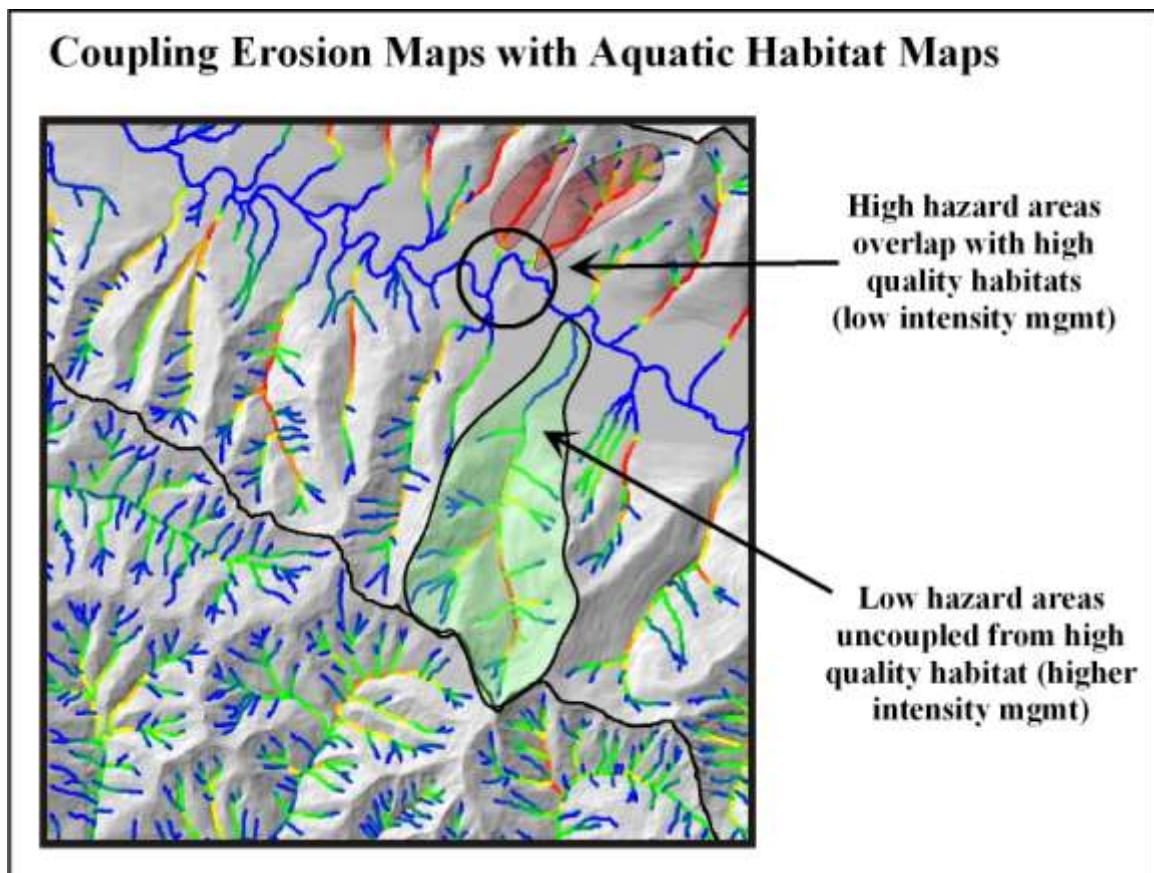 Coupling Erosion Maps with Aquatic Habitat Maps
High hazard areas
overlap with high
quality habitats
(low intensity mgmt)
Low hazard areas
uncoupled from high
quality habitat (higher
intensity mgmt)